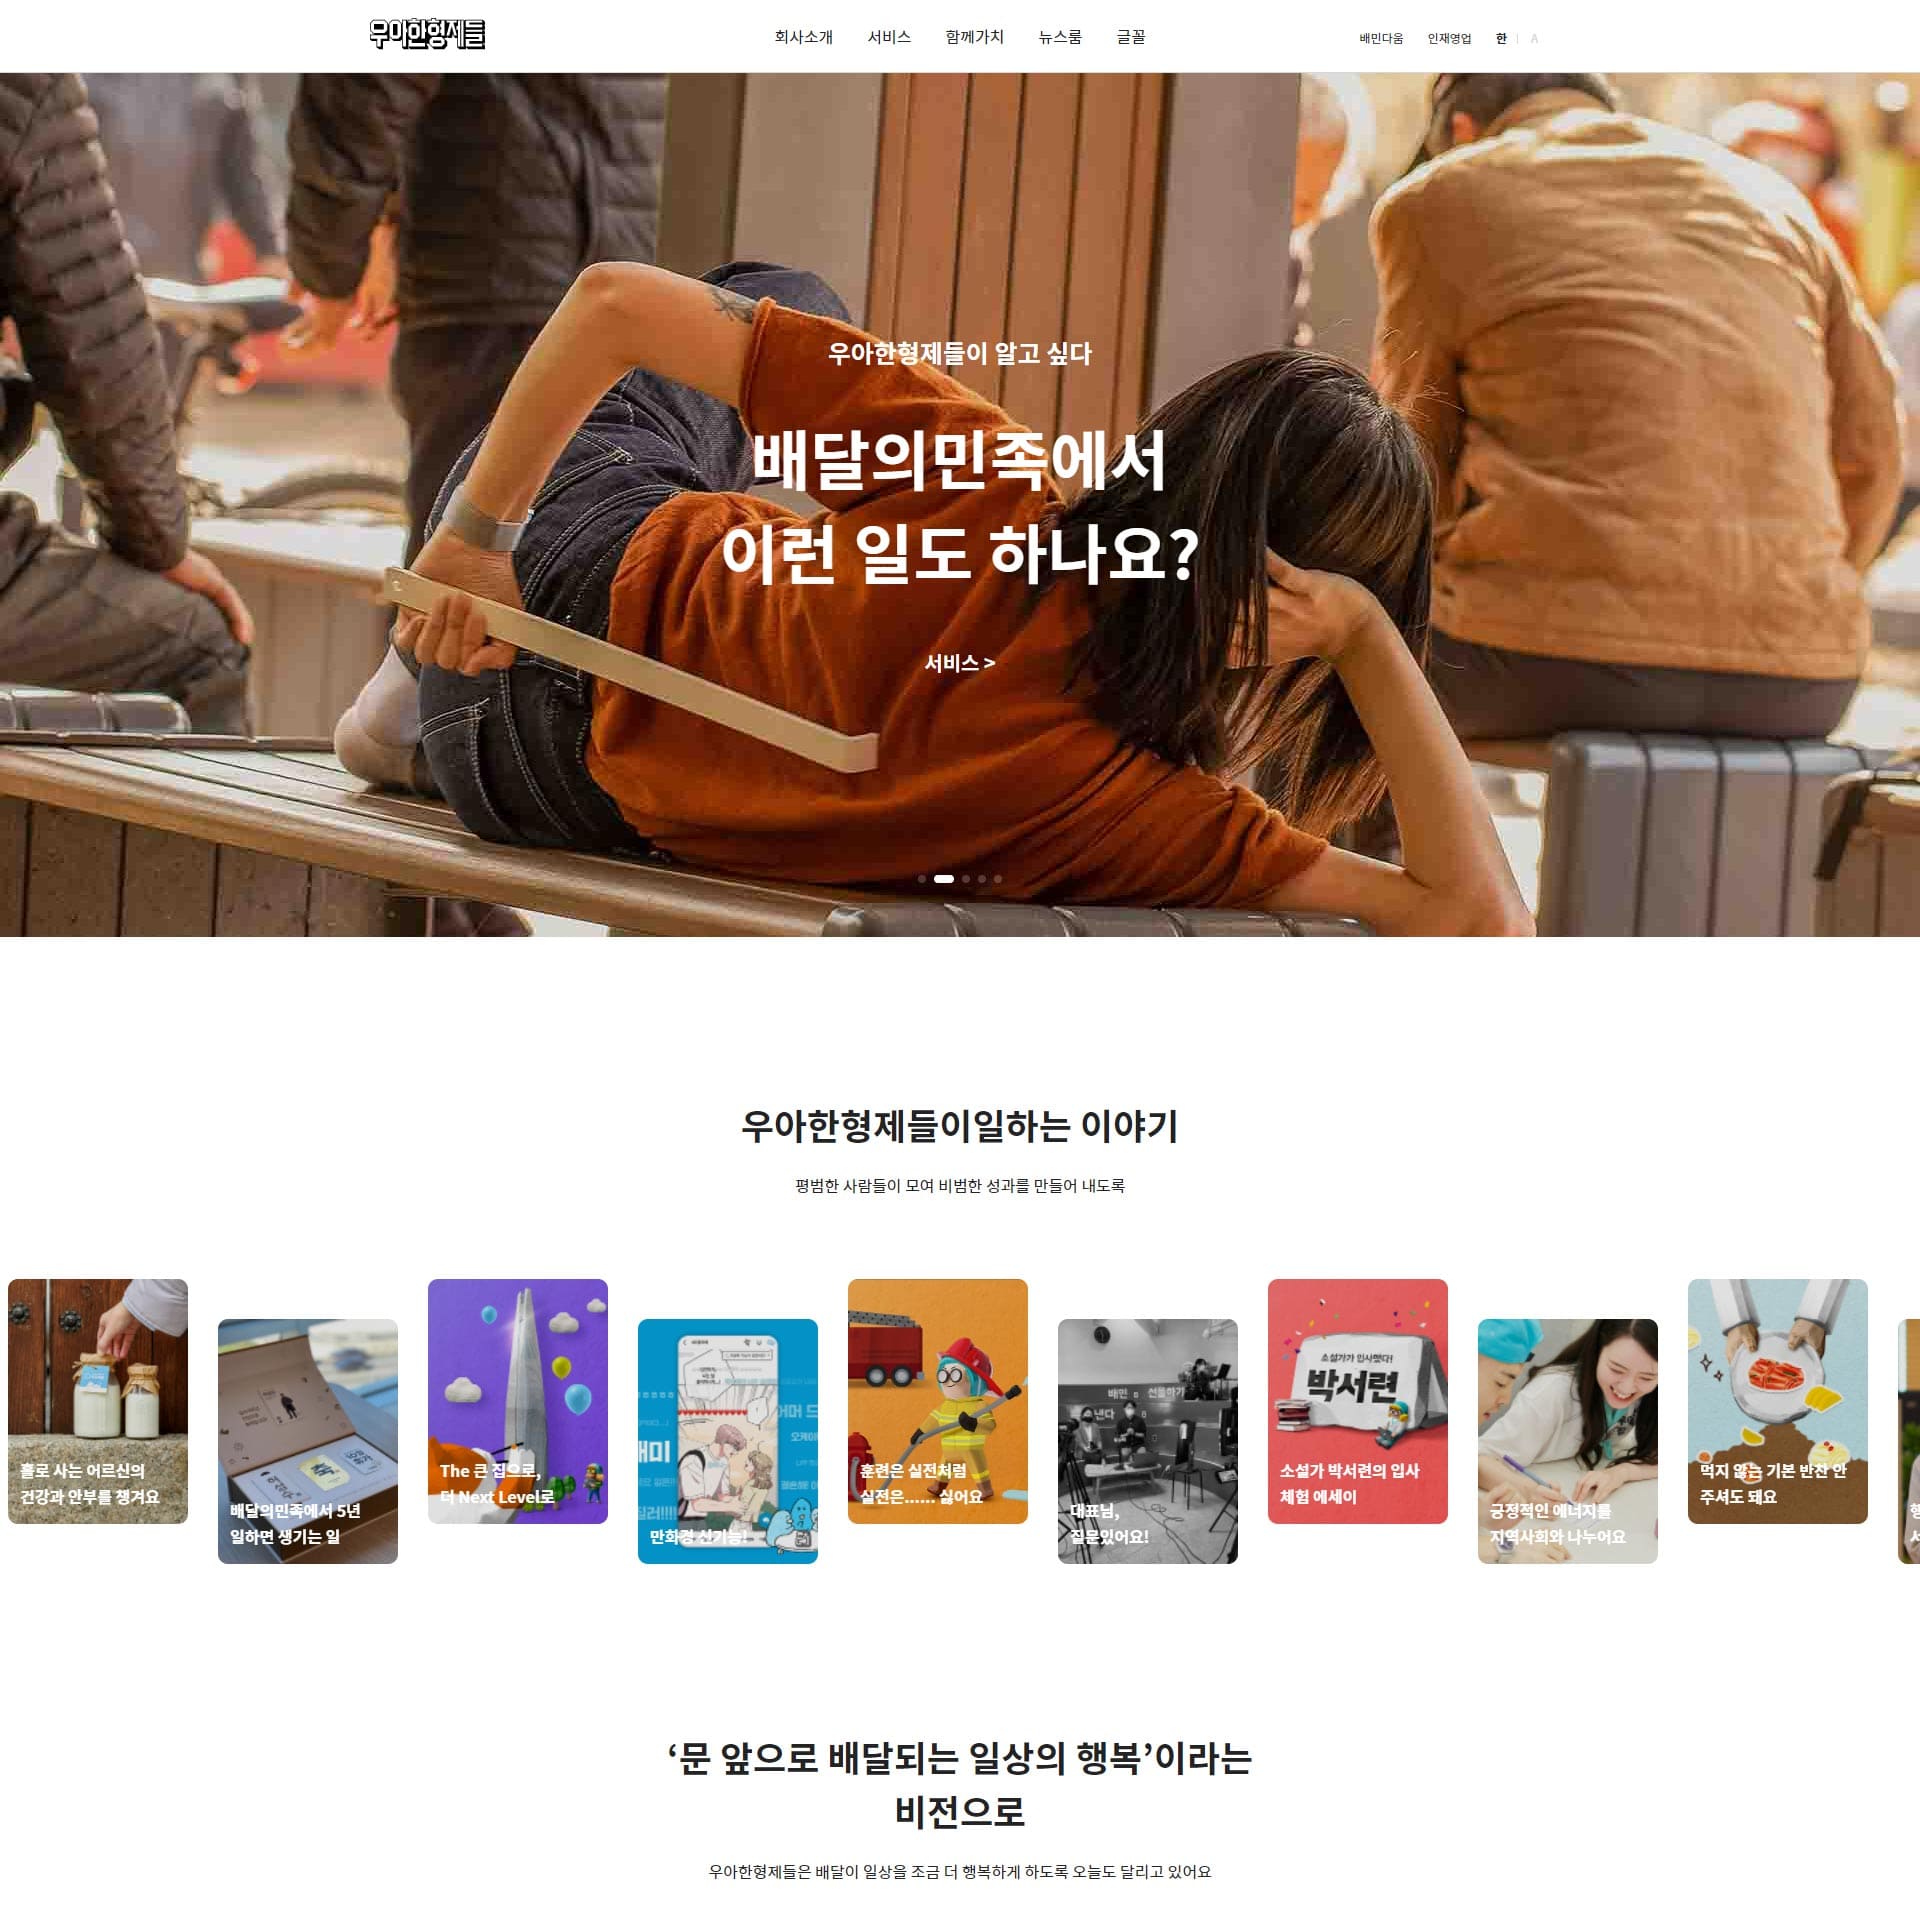 우아한형제들
회사소개 서비스 함께가치 뉴스룸 글꼴
배민다움 인재영업 한 A
우아한형제들이 알고 싶다
배달의민족에서
이런 일도 하나요?
서비스 >
우아한형제들이일하는 이야기
평범한 사람들이 모여 비범한 성과를 만들어 내도록
홀로 사는 어르신의
건강과 안부를 챙겨요
배달의민족에서 5년
일하면 생기는 일
The 큰 집으로,
더 Next Level로
만화경 신기능!
훈련은 실전처럼
실전은...... 싫어요
배민
선물하기
대표님,
질문있어요!
소설가가 입사했다!
박서련
소설가 박서련의 입사
체험 에세이
긍정적인 에너지를
지역사회와 나누어요
먹지 않는 기본 반찬 안
주셔도 돼요
‘문 앞으로 배달되는 일상의 행복’이라는
비전으로
우아한형제들은 배달이 일상을 조금 더 행복하게 하도록 오늘도 달리고 있어요